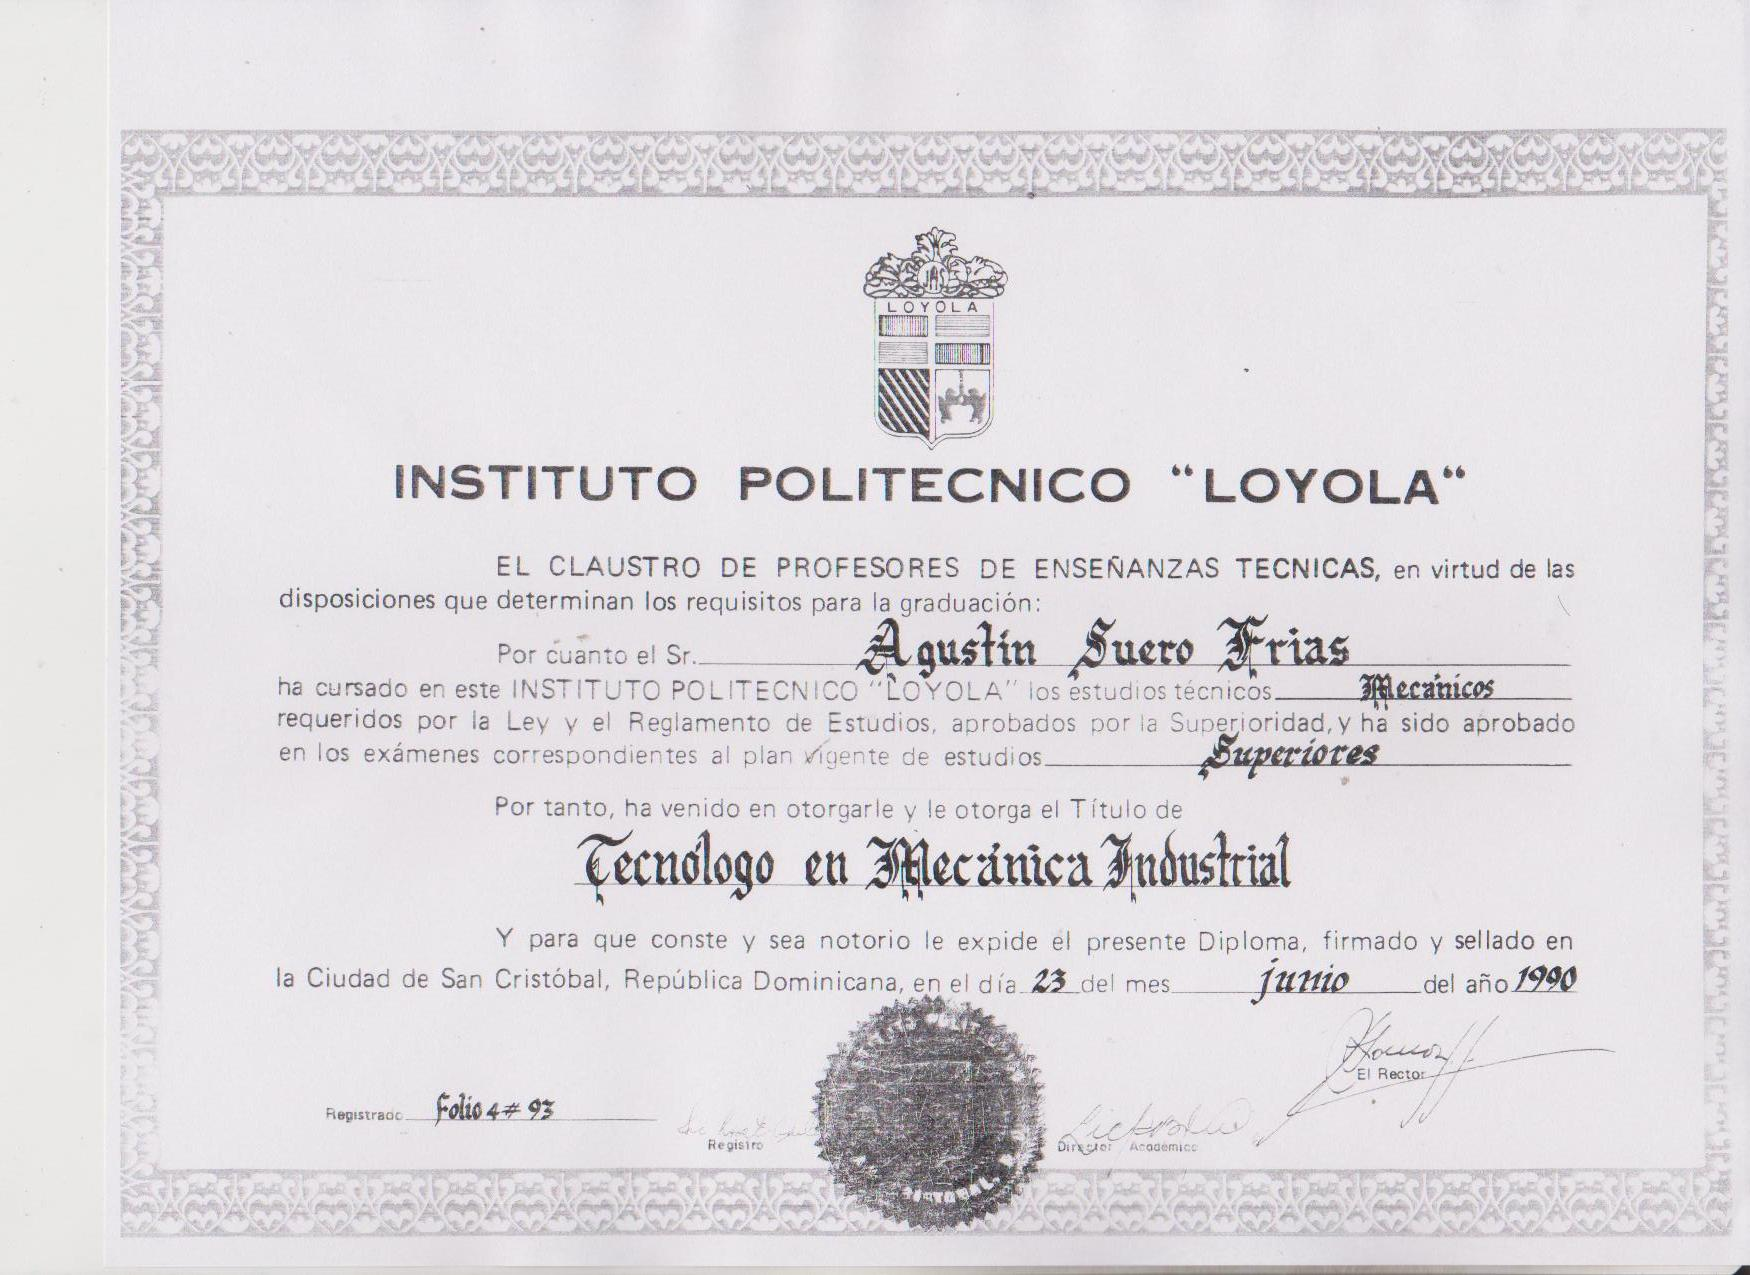 JHS
LOYOLA
INSTITUTO POLITECNICO “LOYOLA“
EL CLAUSTRO DE PROFESORES DE ENSEÑANZAS TECNICAS, en virtud de las
disposiciones que determinan los requisitos para la graduación:
Por cuanto el Sr. Agustín Suero Frias
ha cursado en este INSTITUTO POLITECNICO “LOYOLA” los estudios técnicos Mecánicos
requeridos por la Ley y el Reglamento de Estudios, aprobados por la Superioridad, y ha sido aprobado
en los exámenes correspondientes al plan vigente de estudios Superiores
Por tanto, ha venido en otorgarle y le otorga el Título de
Tecnólogo en Mecánica Industrial
Y para que conste y sea notorio le expide el presente Diploma, firmado y sellado en
la Ciudad de San Cristóbal, República Dominicana, en el día 23 del mes junio del año 1990
El Rector
Registrado Folio 4 # 93
Registro
Director Académico